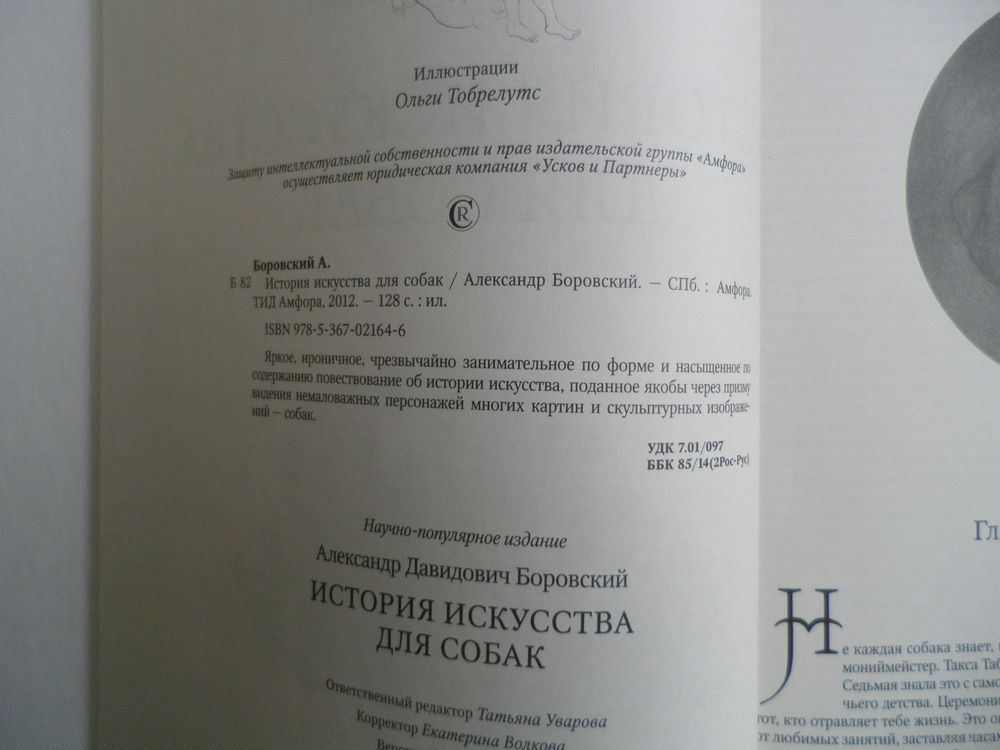 Иллюстрации
Ольги Тобрелутс
Защиту интеллектуальной собственности и прав издательской группы «Амфора»
осуществляет юридическая компания «Усков и Партнеры»
Боровский А.
Б 82 История искусства для собак / Александр Боровский. — СПб. : Амфора.
ТИД Амфора, 2012. — 128 с. : ил.
ISBN 978-5-367-02164-6
Яркое, ироничное, чрезвычайно занимательное по форме и насыщенное по
содержанию повествование об истории искусства, поданное якобы через призму
видения немаловажных персонажей многих картин и скульптурных изображе-
ний — собак.
УДК 7.01/097
ББК 85/14(2Рос-Рус)
Научно-популярное издание
Александр Давидович Боровский
ИСТОРИЯ ИСКУССТВА
ДЛЯ СОБАК
Ответственный редактор Татьяна Уварова
Корректор Екатерина Волкова
Гл
Не каждая собака знает,
мониймейстер. Такса Таб
Седьмая знала это с само
чьего детства. Церемони
тот, кто отравляет тебе жизнь. Это о
от любимых занятий, заставляя часам